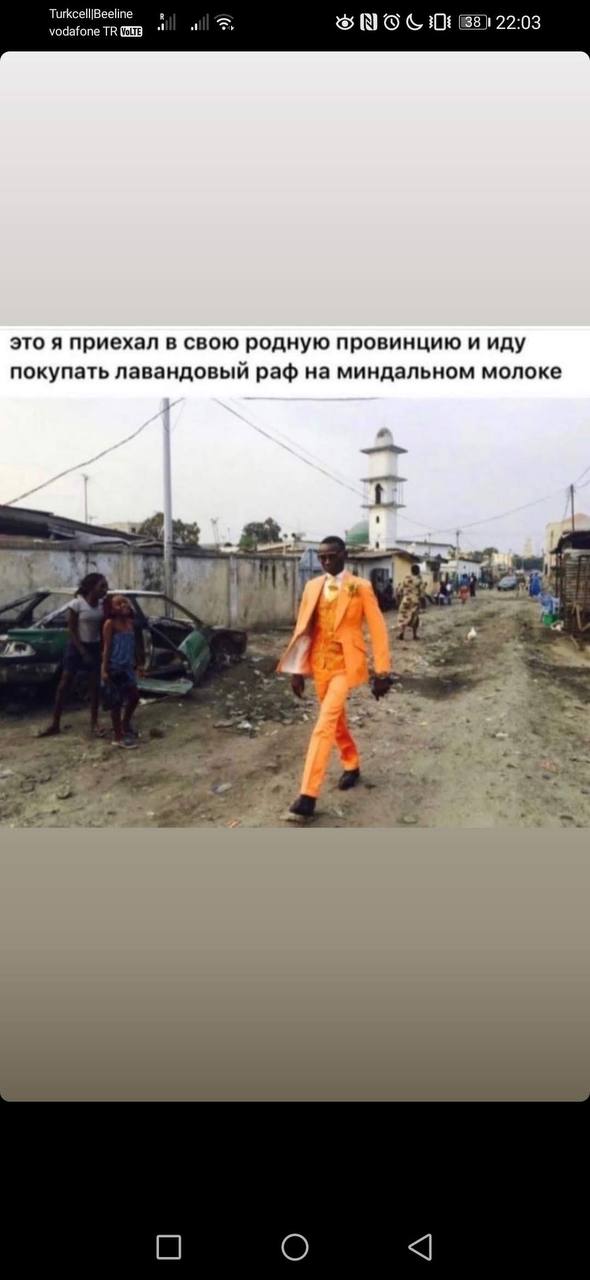 Turkcell|Beeline
vodafone TR VoLTE
R
38 22:03
это я приехал в свою родную провинцию и иду
покупать лавандовый раф на миндальном молоке